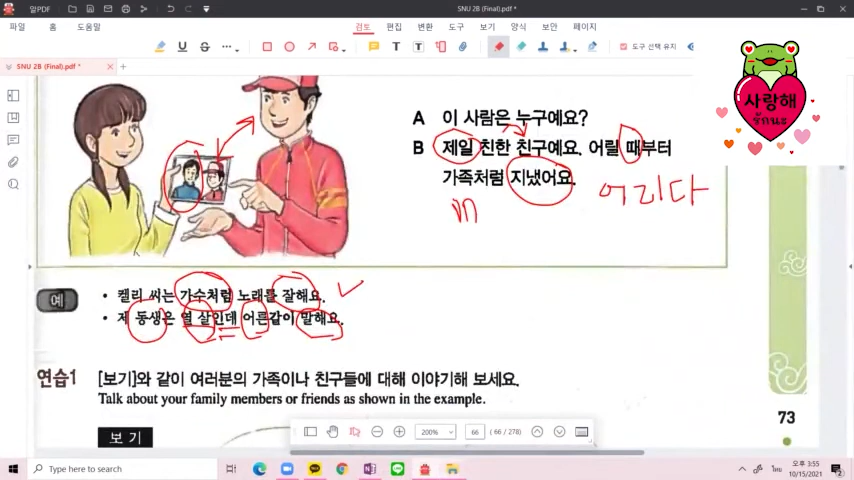 알PDF
SNU 2B (Final).pdf *
파일 홈 도움말
검토 편집 변환 도구 보기 양식 보안 페이지
도구 선택 유지
SNU 2B (Final).pdf *
사랑해
รักนะ
A 이 사람은 누구예요?
B 제일 친한 친구예요. 어릴 때부터
가족처럼 지냈어요.
어리다
m
예
• 켈리 씨는 가수처럼 노래를 잘해요.
• 제 동생은 열 살인데 어른같이 말해요.
연습1 [보기]와 같이 여러분의 가족이나 친구들에 대해 이야기해 보세요.
Talk about your family members or friends as shown in the example.
73
보기
200%
66 (66 / 278)
Type here to search
ไทย
오후 3:55
10/15/2021
2